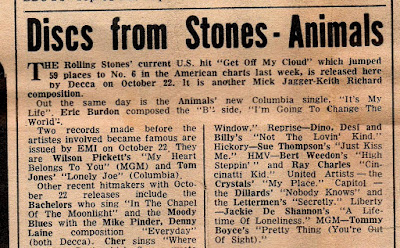 Discs from Stones - Animals
THE Rolling Stones' current U.S. hit "Get Off My Cloud" which jumped
59 places to No. 6 in the American charts last week, is released here
by Decca on October 22. It is another Mick Jagger-Keith Richard
composition.
Out the same day is the Animals' new Columbia single, "It's My
Life". Eric Burdon composed the "B" side, "I'm Going To Change The
World".
Two records made before the
artistes involved became famous are
issued by EMI on October 22 They
are Wilson Pickett's "My Heart
Belongs To You" (MGM) and Tom
Jones' "Lonely Joe" (Columbia).
Other recent hitmakers with
October 22 releases include the
Bachelors who sing "In The Chapel
Of The Moonlight" and the Moody
Blues with the Mike Pinder, Denny
Laine composition "Everyday"
(both Decca). Cher sings "Where
Window." Reprise—Dino, Desi and
Billy's "Not The Lovin' Kind."
Hickory—Sue Thompson's "Just Kiss
Me." HMV—Bert Weedon's "High
Steppin'" and Ray Charles' "Cin-
cinatti Kid." United Artists — the
Crystals' "My Place." Capitol —
the Dillards' "Nobody Knows" and
the Lettermen's "Secretly." Liberty
—Jackie De Shannon's "A Life-
time Of Loneliness." MGM—Tommy
Boyce's "Pretty Thing (You're Out
Of Sight)."